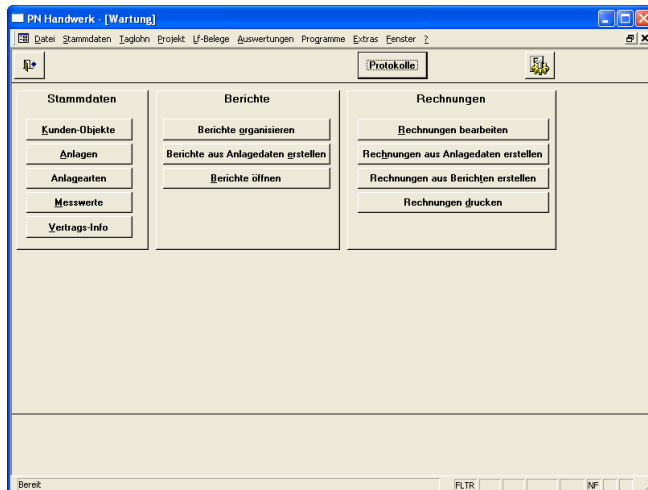 PN Handwerk - [Wartung]
Datei Stammdaten Taglohn Projekt Lf-Belege Auswertungen Programme Extras Fenster ?
Protokolle
Stammdaten
Kunden-Objekte
Anlagen
Anlagearten
Messwerte
Vertrags-Info
Berichte
Berichte organisieren
Berichte aus Anlagedaten erstellen
Berichte öffnen
Rechnungen
Rechnungen bearbeiten
Rechnungen aus Anlagedaten erstellen
Rechnungen aus Berichten erstellen
Rechnungen drucken
Bereit FLTR NF